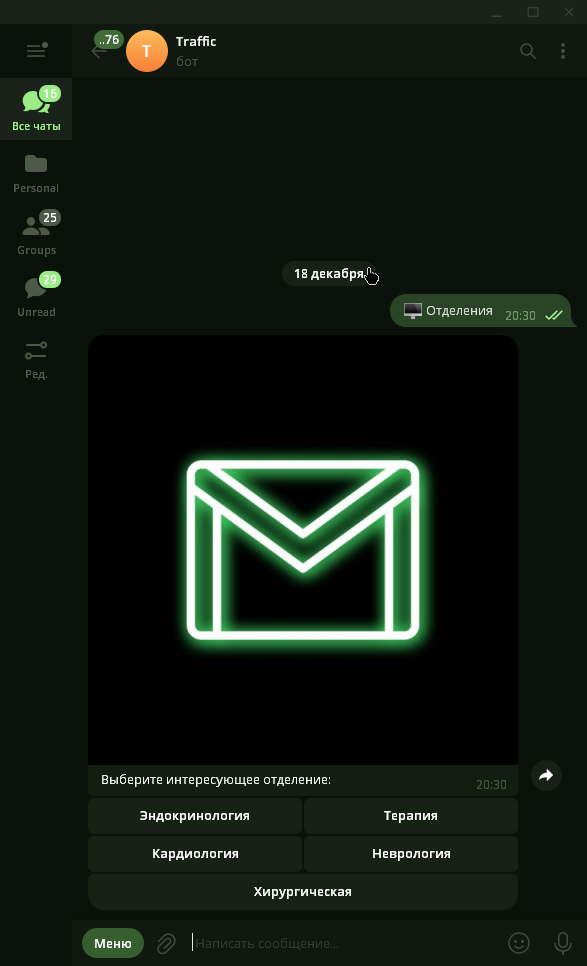 ..76
T
Traffic
бот
16
Все чаты
Personal
25
Groups
29
Unread
Ред.
18 декабря
Отделения 20:30
Выберите интересующее отделение:
20:30
Эндокринология
Терапия
Кардиология
Неврология
Хирургическая
Меню
Написать сообщение...